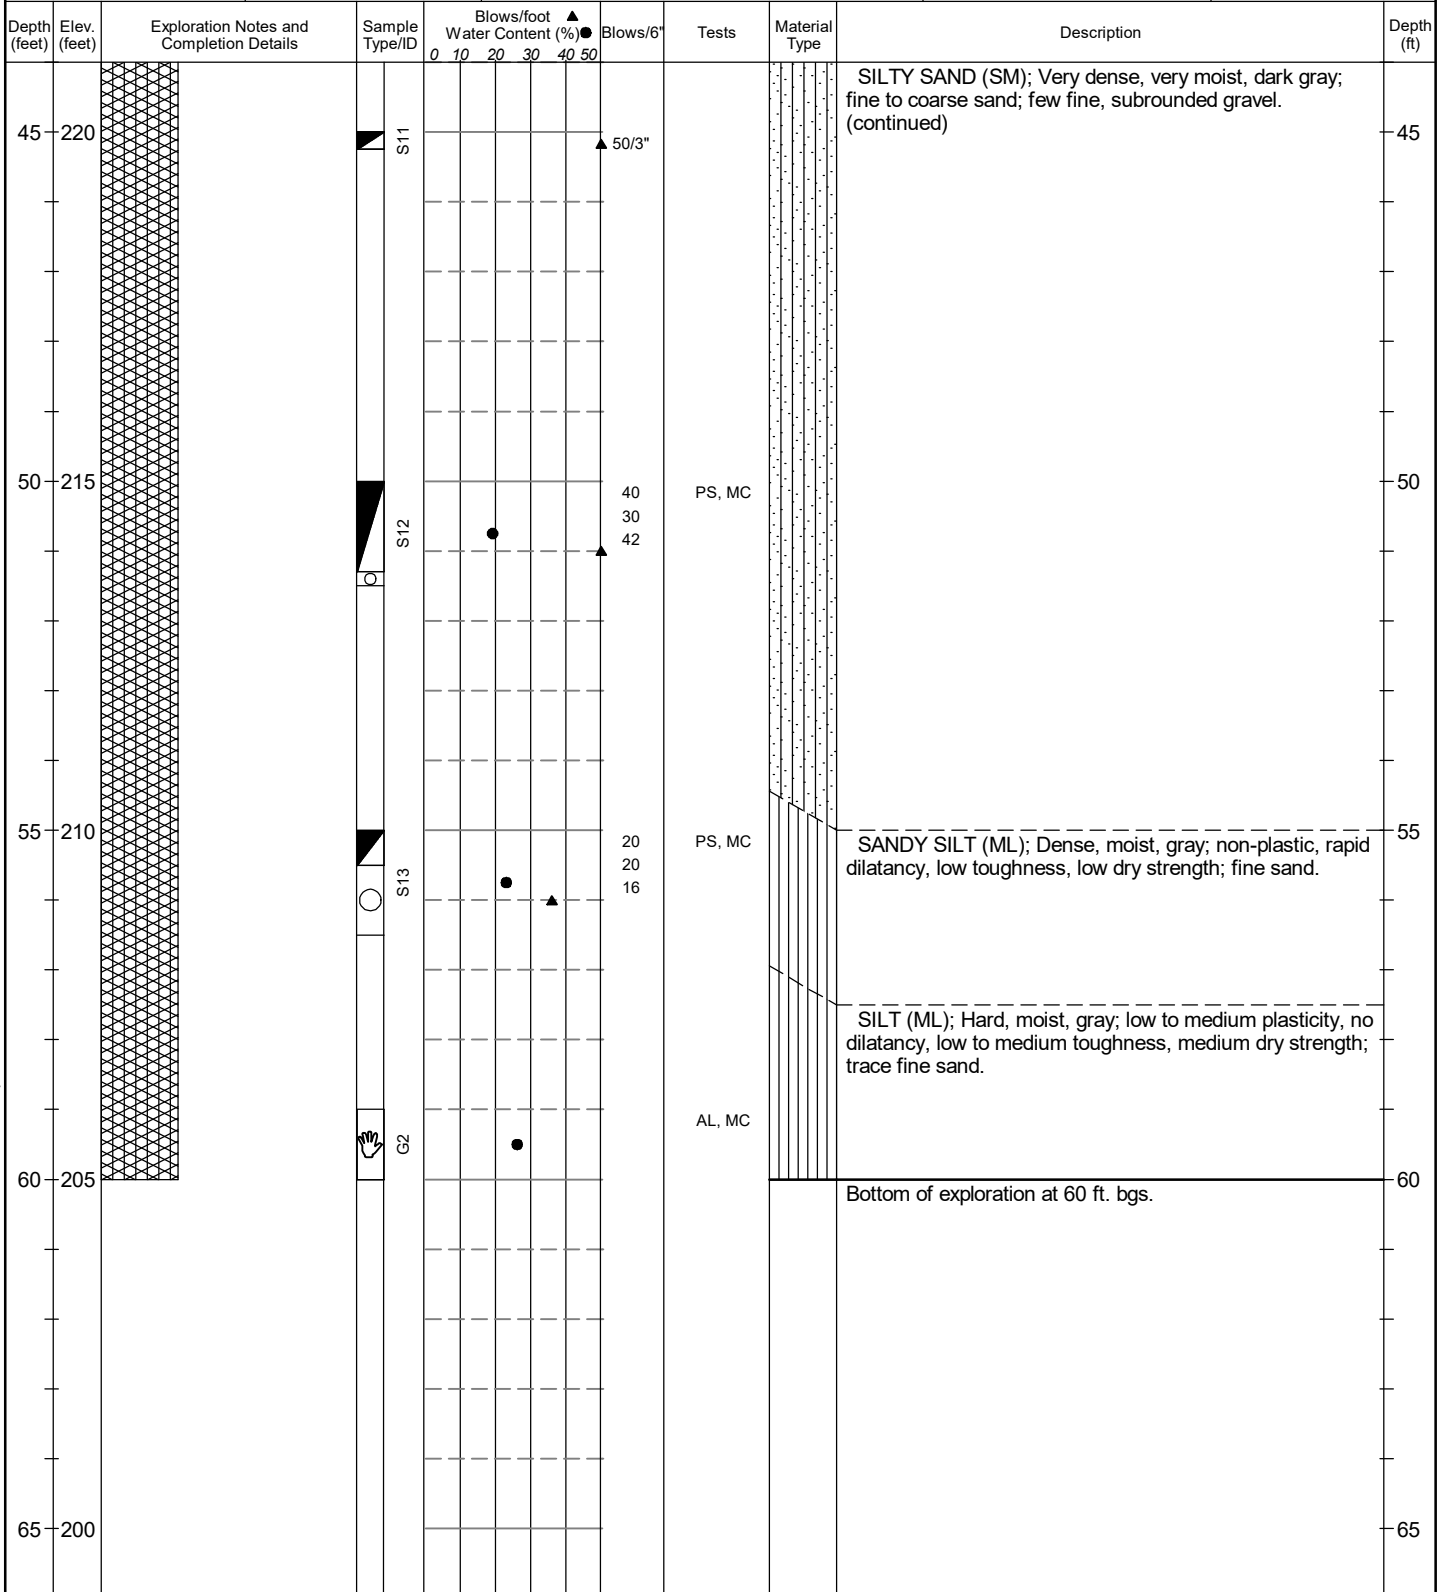 Depth
(feet)
Elev.
(feet)
Exploration Notes and
Completion Details
Sample
Type/ID
Blows/foot ▲
Water Content (%)●
0 10 20 30 40 50
Blows/6"
Tests
Material
Type
Description
Depth
(ft)
SILTY SAND (SM); Very dense, very moist, dark gray;
fine to coarse sand; few fine, subrounded gravel.
(continued)
45 220 S11 50/3" 45
50 215 50
S12
40 PS, MC
30
42
55 210 55
S13
20 PS, MC
20
16
SANDY SILT (ML); Dense, moist, gray; non-plastic, rapid
dilatancy, low toughness, low dry strength; fine sand.
SILT (ML); Hard, moist, gray; low to medium plasticity, no
dilatancy, low to medium toughness, medium dry strength;
trace fine sand.
G2 AL, MC
60 205 60
Bottom of exploration at 60 ft. bgs.
65 200 65